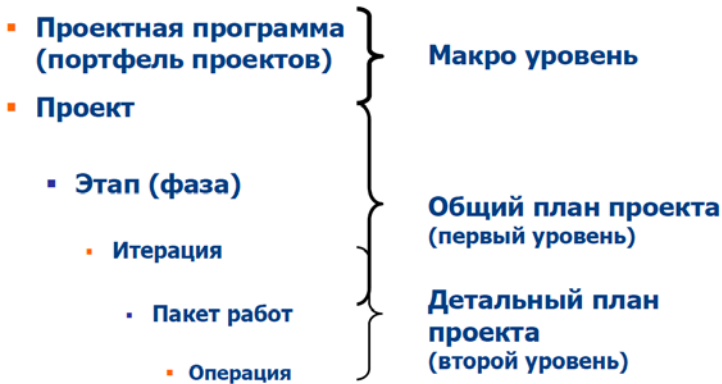 Проектная программа
(портфель проектов)
Макро уровень
Проект
Этап (фаза)
Общий план проекта
(первый уровень)
Итерация
Пакет работ
Детальный план
проекта
(второй уровень)
Операция